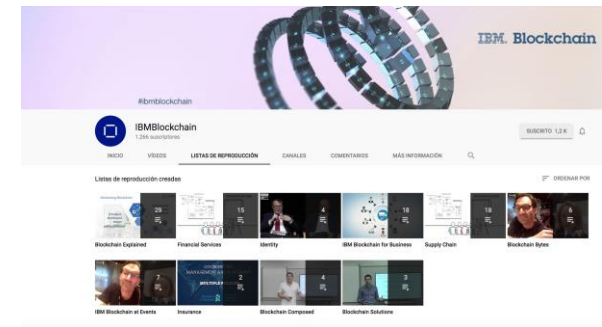 IBM. Blockchain
#ibmblockchain
IBMBlockchain
1.266 suscriptores
SUSCRITO 1,2 K
INICIO VÍDEOS LISTAS DE REPRODUCCIÓN CANALES COMENTARIOS MÁS INFORMACIÓN
Listas de reproducción creadas
ORDENAR POR
25 15 4 18 18 6
Blockchain Explained Financial Services Identity IBM Blockchain for Business Supply Chain Blockchain Bytes
7 2 4 3
IBM Blockchain at Events Insurance Blockchain Composed Blockchain Solutions